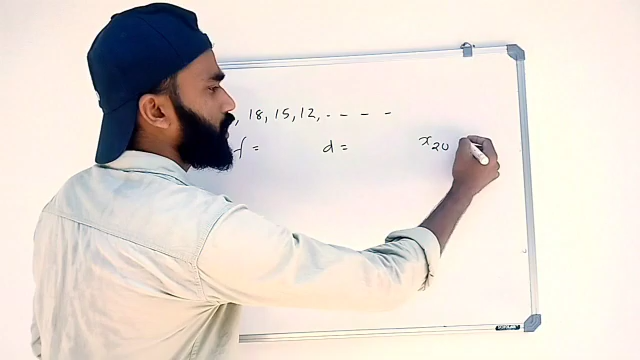 , 18, 15, 12, - - - -
f = d = x₂₀